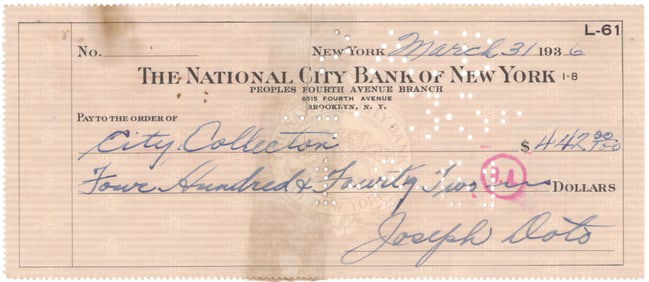 L-61
No. NEW YORK March 31 1936
THE NATIONAL CITY BANK OF NEW YORK 1-8
PEOPLES FOURTH AVENUE BRANCH
8515 FOURTH AVENUE
BROOKLYN, N. Y.
PAY TO THE ORDER OF
City Collector $ 442 00/100
Four Hundred & Fourty Two DOLLARS
Joseph Doto